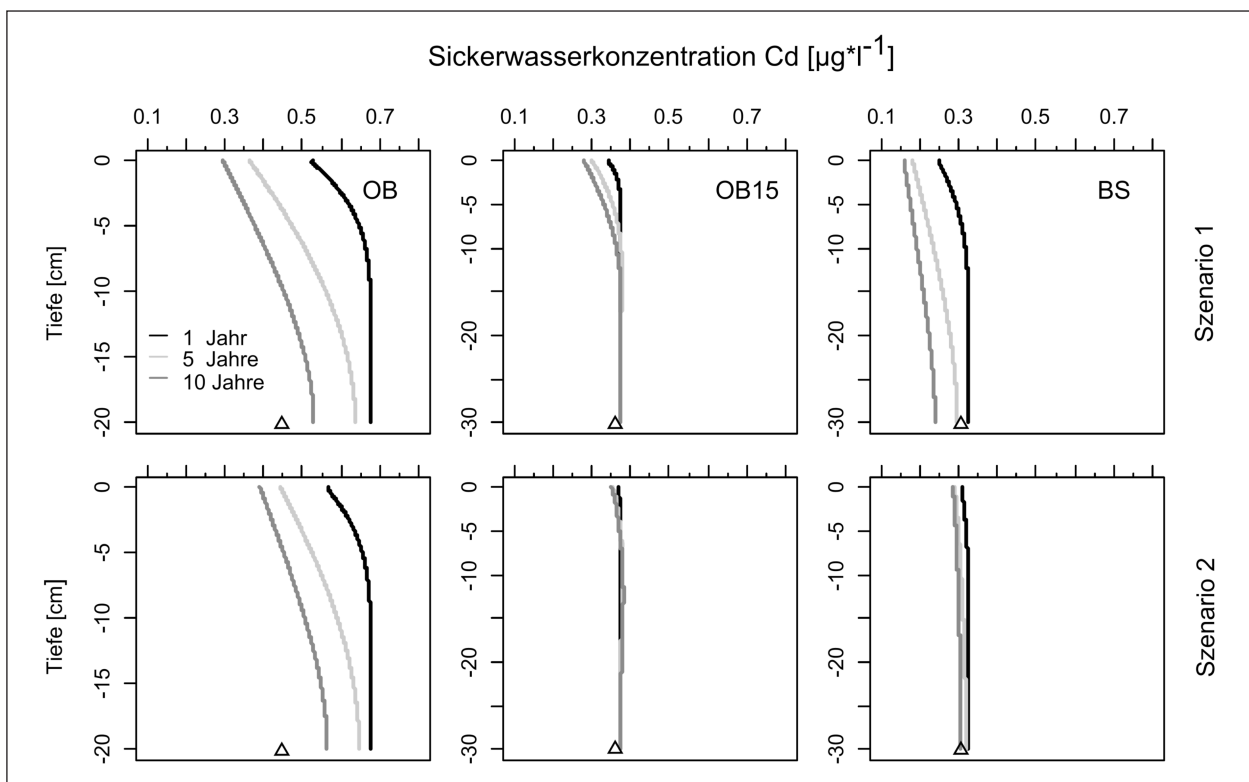 Sickerwasserkonzentration Cd [µg*l-1]
0.1 0.3 0.5 0.7 0.1 0.3 0.5 0.7 0.1 0.3 0.5 0.7
Tiefe [cm]
0 -5 -10 -15 -20
OB
1 Jahr
5 Jahre
10 Jahre
0 -5 -10 -20 -30
OB15
0 -5 -10 -20 -30
BS
Szenario 1
Tiefe [cm]
0 -5 -10 -15 -20
0 -5 -10 -20 -30
0 -5 -10 -20 -30
Szenario 2